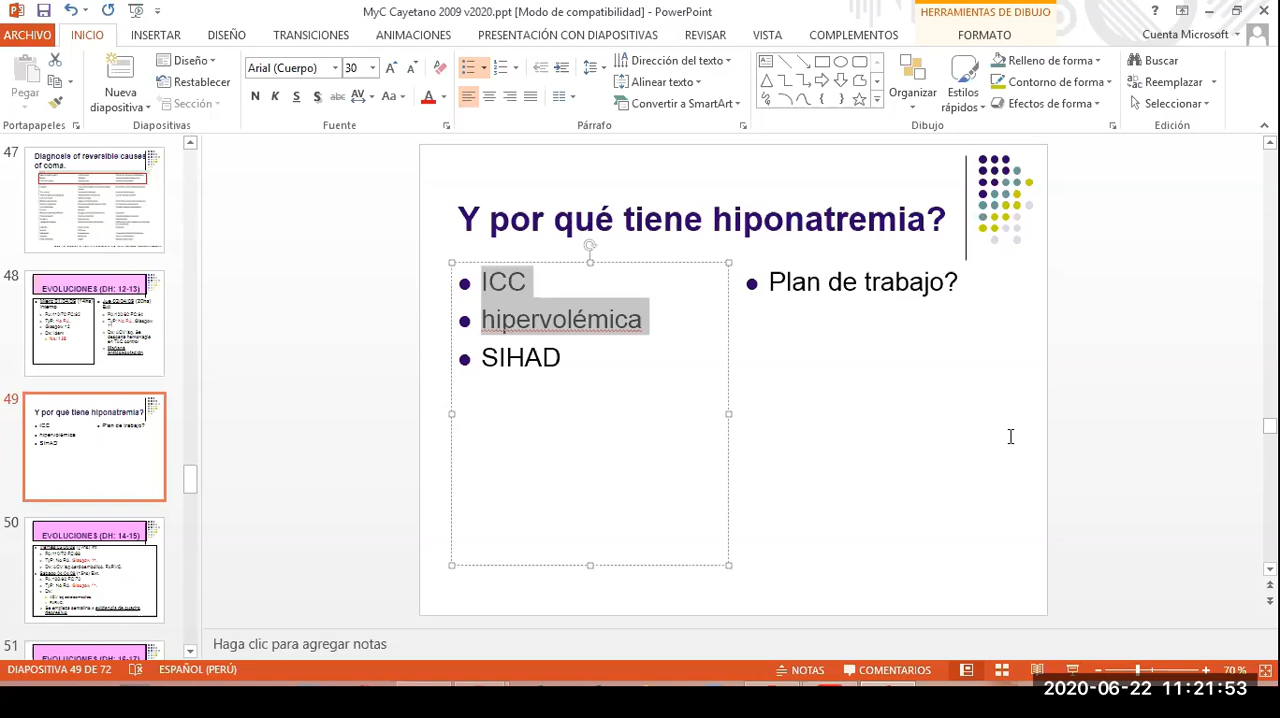 MyC Cayetano 2009 v2020.ppt [Modo de compatibilidad] - PowerPoint
HERRAMIENTAS DE DIBUJO
ARCHIVO INICIO INSERTAR DISEÑO TRANSICIONES ANIMACIONES PRESENTACIÓN CON DIAPOSITIVAS REVISAR VISTA COMPLEMENTOS FORMATO Cuenta Microsoft
Pegar
Nueva diapositiva
Diseño
Restablecer
Sección
Arial (Cuerpo) 30
N K S S abc AV Aa A
Dirección del texto
Alinear texto
Convertir a SmartArt
Organizar
Estilos rápidos
Relleno de forma
Contorno de forma
Efectos de forma
Buscar
Reemplazar
Seleccionar
Portapapeles Diapositivas Fuente Párrafo Dibujo Edición
47
Diagnosis of reversible causes
of coma.
48
EVOLUCIONES (DH: 12-13)
49
Y por qué tiene hiponatremia?
ICC
hipervolémica
SIHAD
Plan de trabajo?
50
EVOLUCIONES (DH: 14-15)
51
Y por qué tiene hiponatremia?
ICC
hipervolémica
SIHAD
Plan de trabajo?
Haga clic para agregar notas
DIAPOSITIVA 49 DE 72 ESPAÑOL (PERÚ) NOTAS COMENTARIOS 70 %
2020-06-22 11:21:53